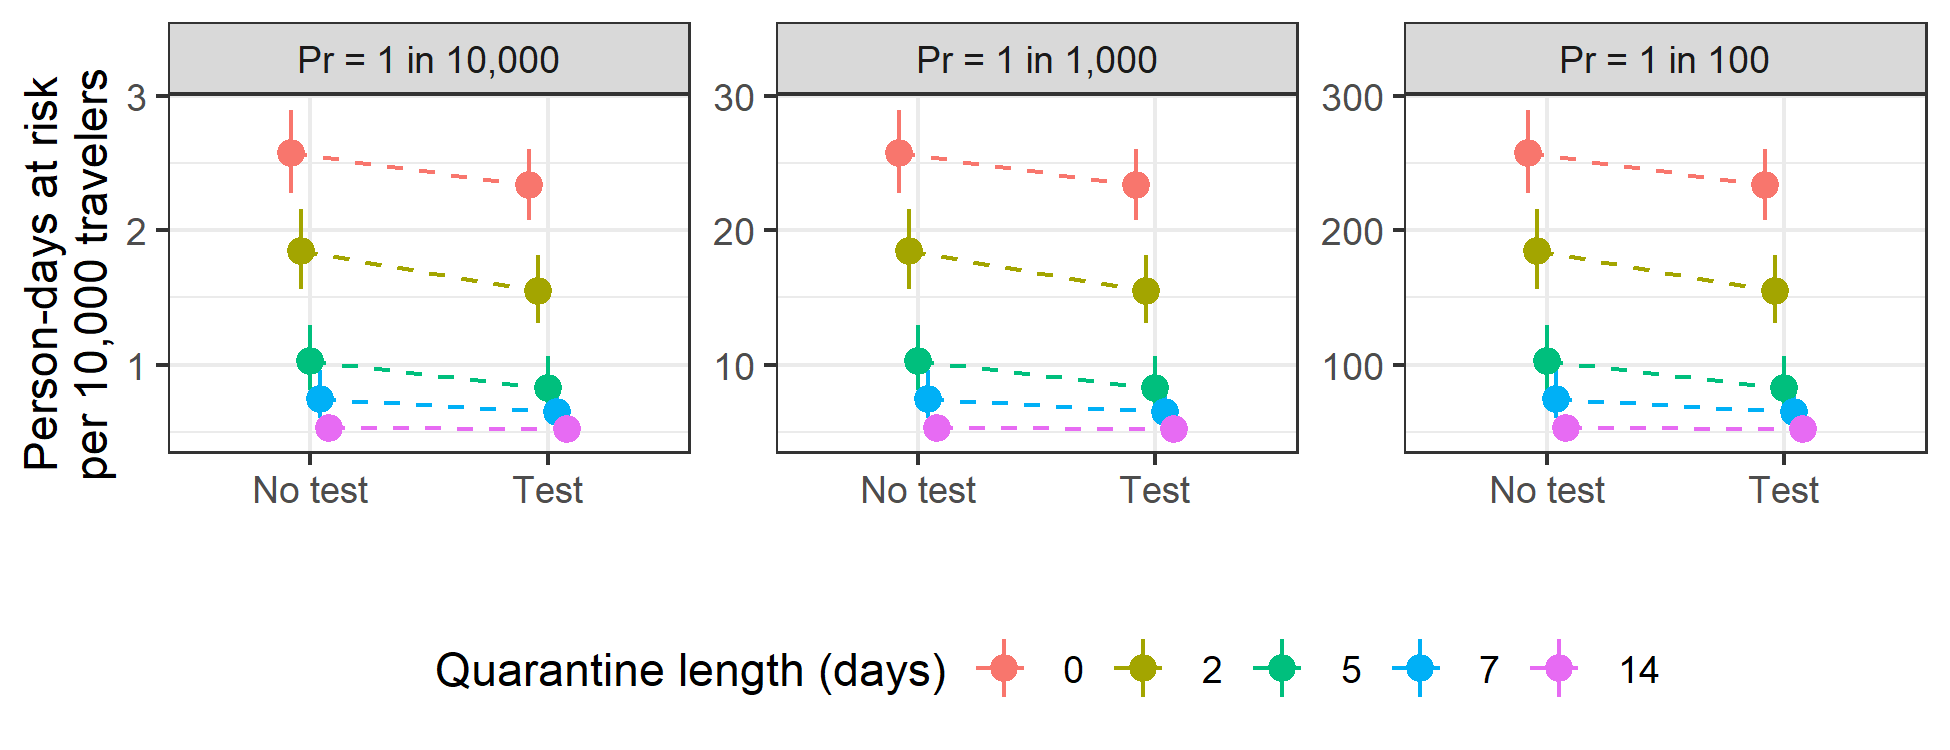 Person-days at risk
per 10,000 travelers
Pr = 1 in 10,000
3
2
1
No test Test
Pr = 1 in 1,000
30
20
10
No test Test
Pr = 1 in 100
300
200
100
No test Test
Quarantine length (days) 0 2 5 7 14